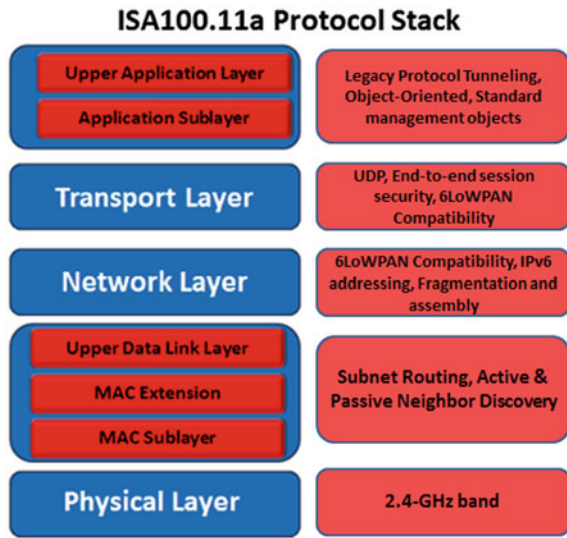 ISA100.11a Protocol Stack
Upper Application Layer
Application Sublayer
Legacy Protocol Tunneling,
Object-Oriented, Standard
management objects
Transport Layer
UDP, End-to-end session
security, 6LoWPAN
Compatibility
Network Layer
6LoWPAN Compatibility, IPv6
addressing, Fragmentation and
assembly
Upper Data Link Layer
MAC Extension
MAC Sublayer
Subnet Routing, Active &
Passive Neighbor Discovery
Physical Layer
2.4-GHz band